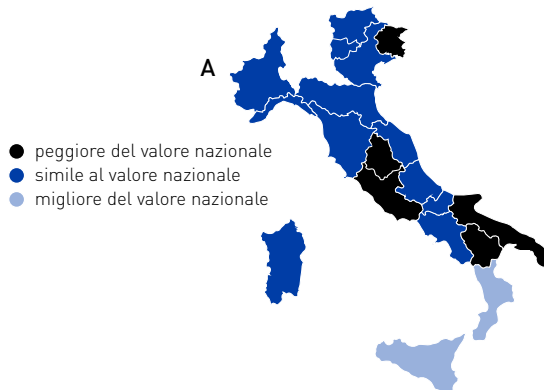 A
peggiore del valore nazionale
simile al valore nazionale
migliore del valore nazionale